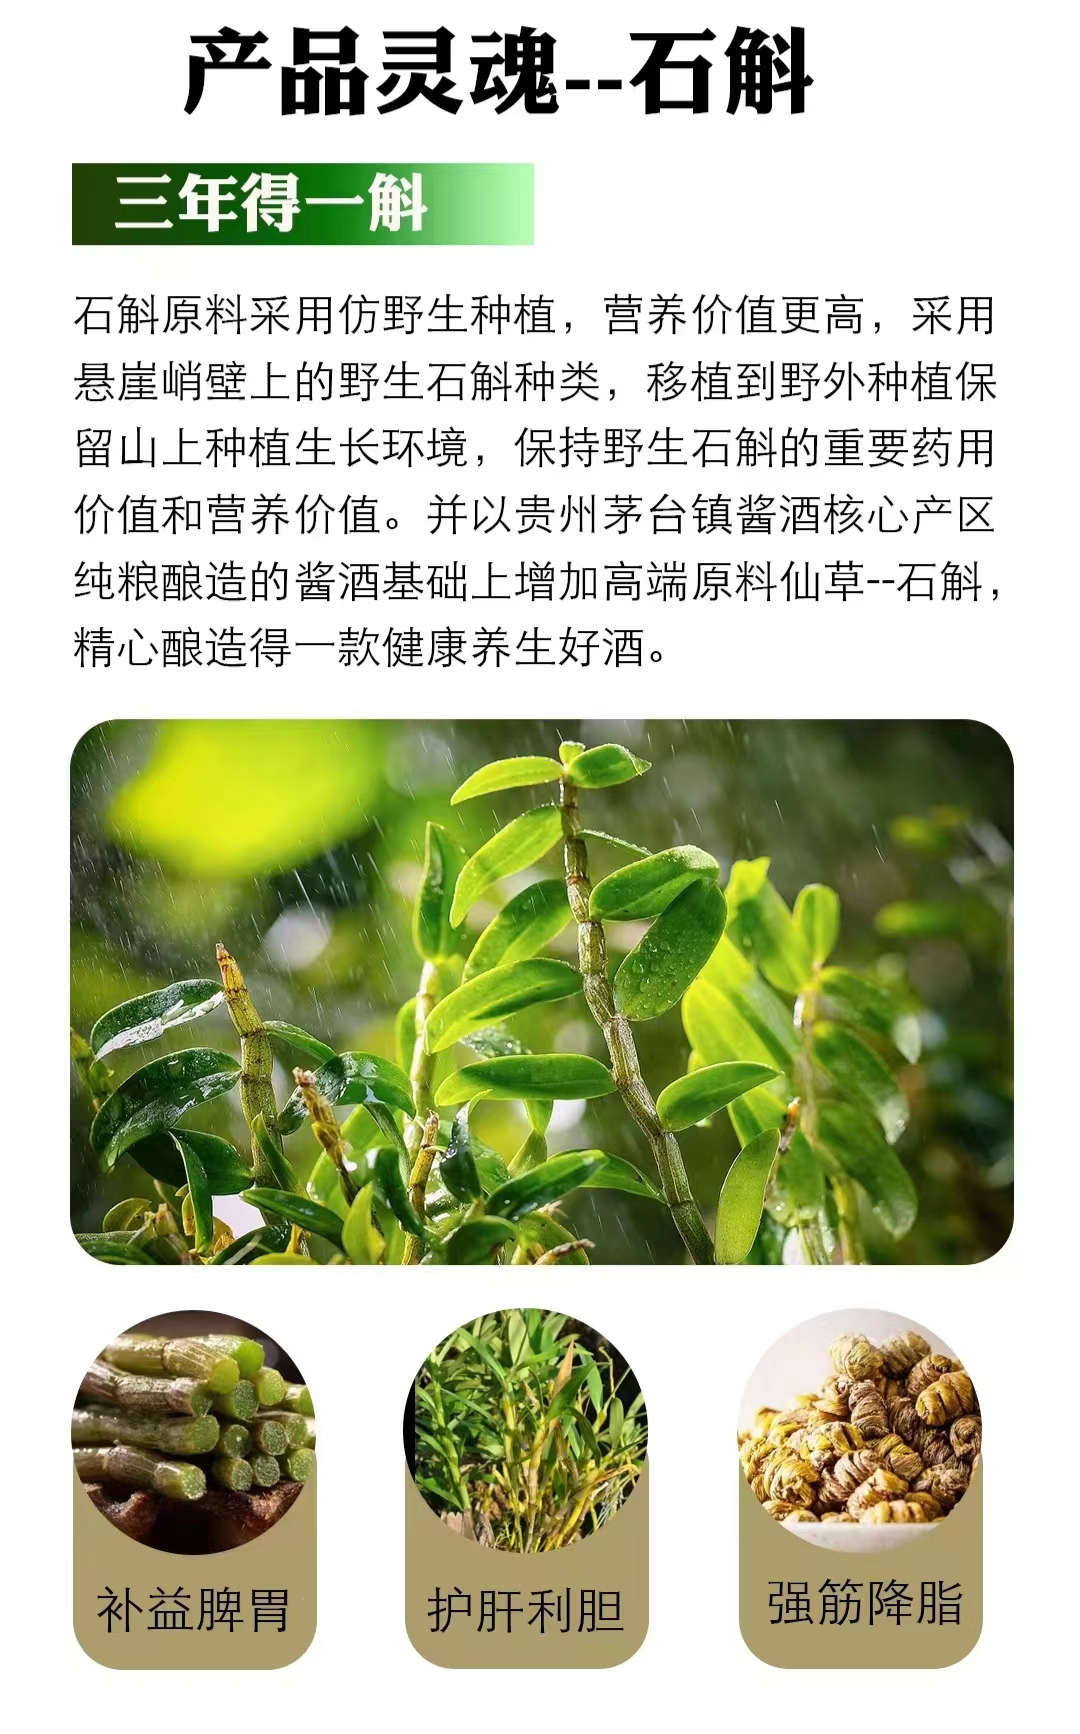 产品灵魂--石斛
三年得一斛
石斛原料采用仿野生种植，营养价值更高，采用
悬崖峭壁上的野生石斛种类，移植到野外种植保
留山上种植生长环境，保持野生石斛的重要药用
价值和营养价值。并以贵州茅台镇酱酒核心产区
纯粮酿造的酱酒基础上增加高端原料仙草--石斛，
精心酿造得一款健康养生好酒。
补益脾胃
护肝利胆
强筋降脂